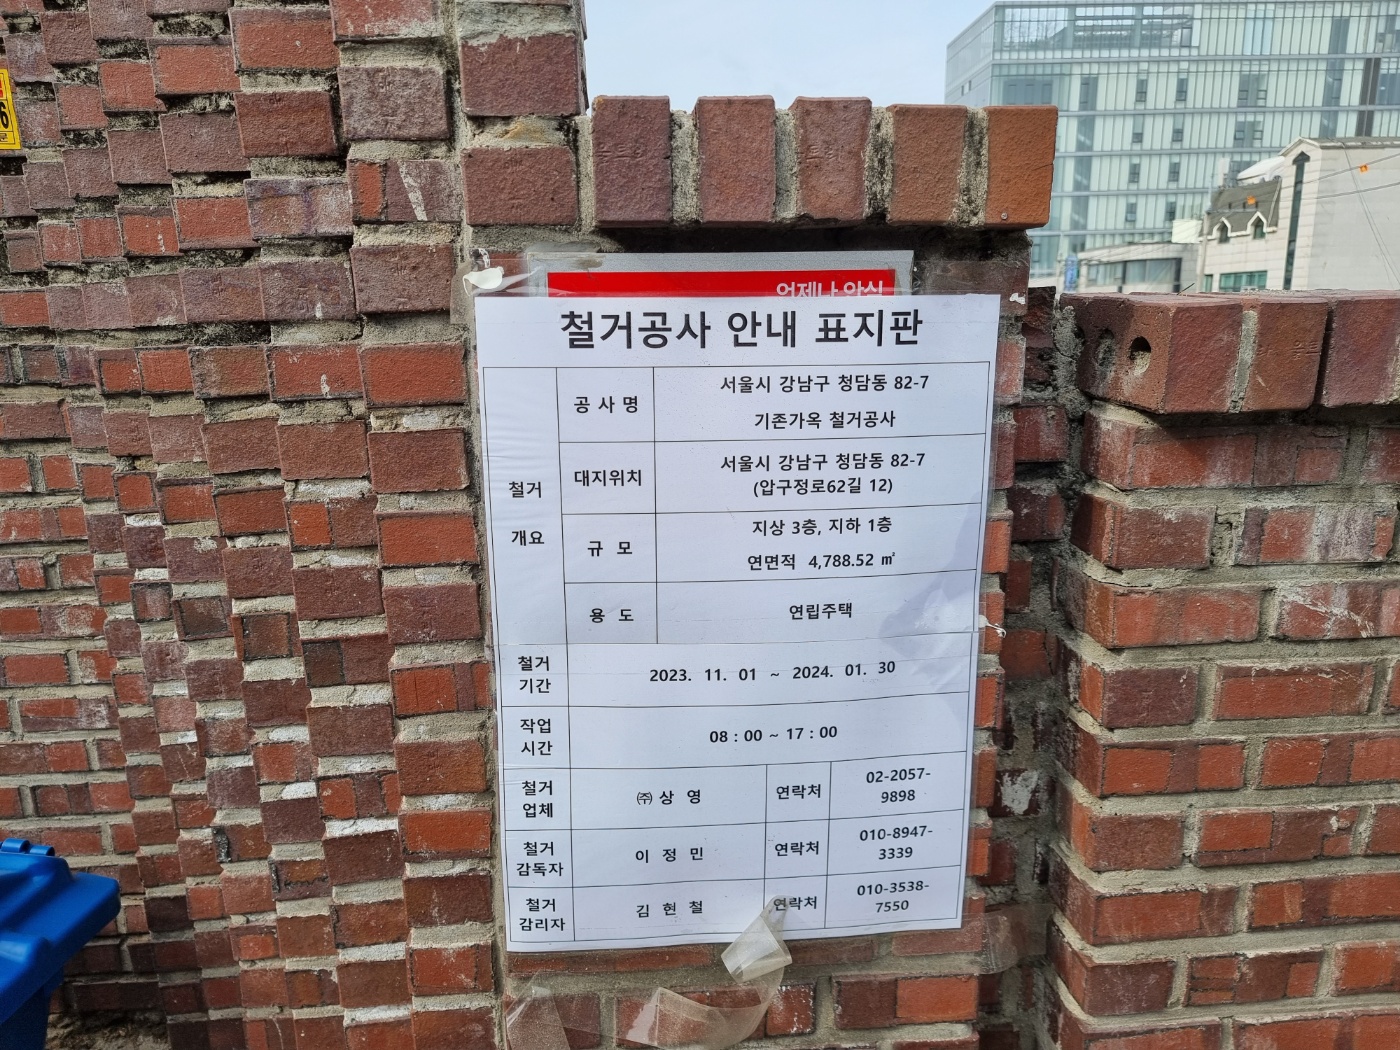 언제나 안심
철거공사 안내 표지판
철거
개요
공 사 명
서울시 강남구 청담동 82-7
기존가옥 철거공사
대지위치
서울시 강남구 청담동 82-7
(압구정로62길 12)
규 모
지상 3층, 지하 1층
연면적 4,788.52 ㎡
용 도
연립주택
철거
기간
2023. 11. 01 ~ 2024. 01. 30
작업
시간
08 : 00 ~ 17 : 00
철거
업체
㈜ 상 영
연락처
02-2057-
9898
철거
감독자
이 정 민
연락처
010-8947-
3339
철거
감리자
김 현 철
연락처
010-3538-
7550